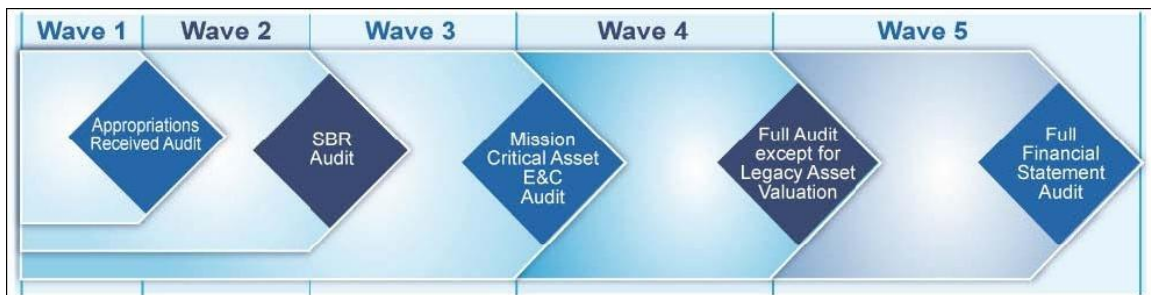 Wave 1
Wave 2
Wave 3
Wave 4
Wave 5
Appropriations
Received Audit
SBR
Audit
Mission
Critical Asset
E&C
Audit
Full Audit
except for
Legacy Asset
Valuation
Full
Financial
Statement
Audit